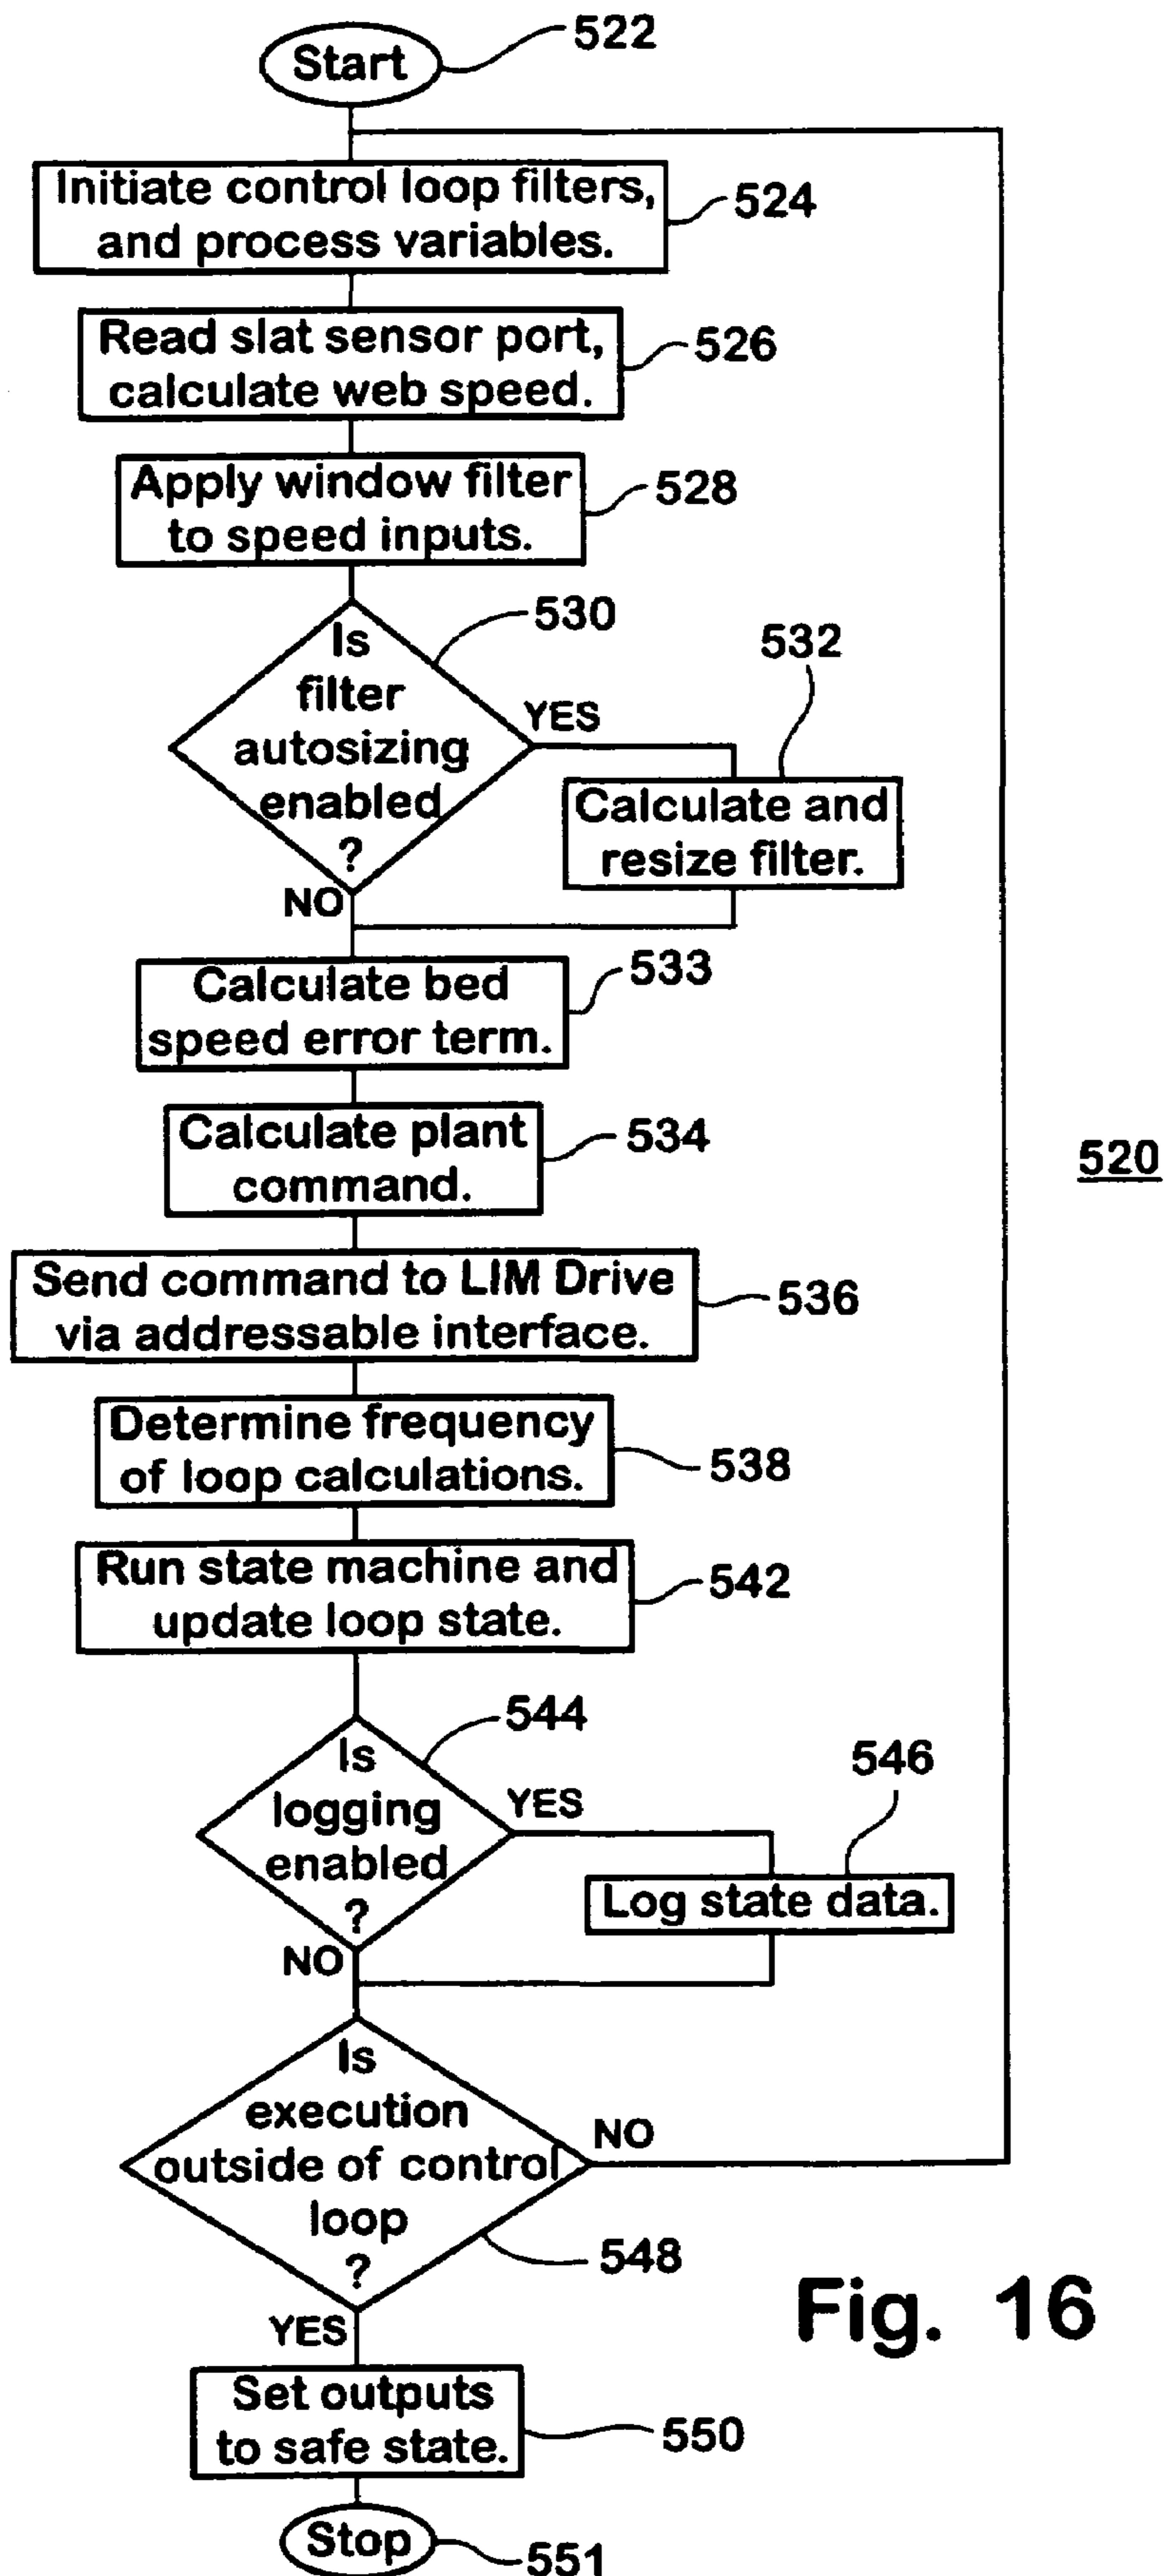 Start
522
Initiate control loop filters,
and process variables.
524
Read slat sensor port,
calculate web speed.
526
Apply window filter
to speed inputs.
528
Is
filter
autosizing
enabled
?
530
YES
532
Calculate and
resize filter.
NO
Calculate bed
speed error term.
533
Calculate plant
command.
534
520
Send command to LIM Drive
via addressable interface.
536
Determine frequency
of loop calculations.
538
Run state machine and
update loop state.
542
Is
logging
enabled
?
544
YES
546
Log state data.
NO
Is
execution
outside of control
loop
?
NO
548
YES
Fig. 16
Set outputs
to safe state.
550
Stop
551